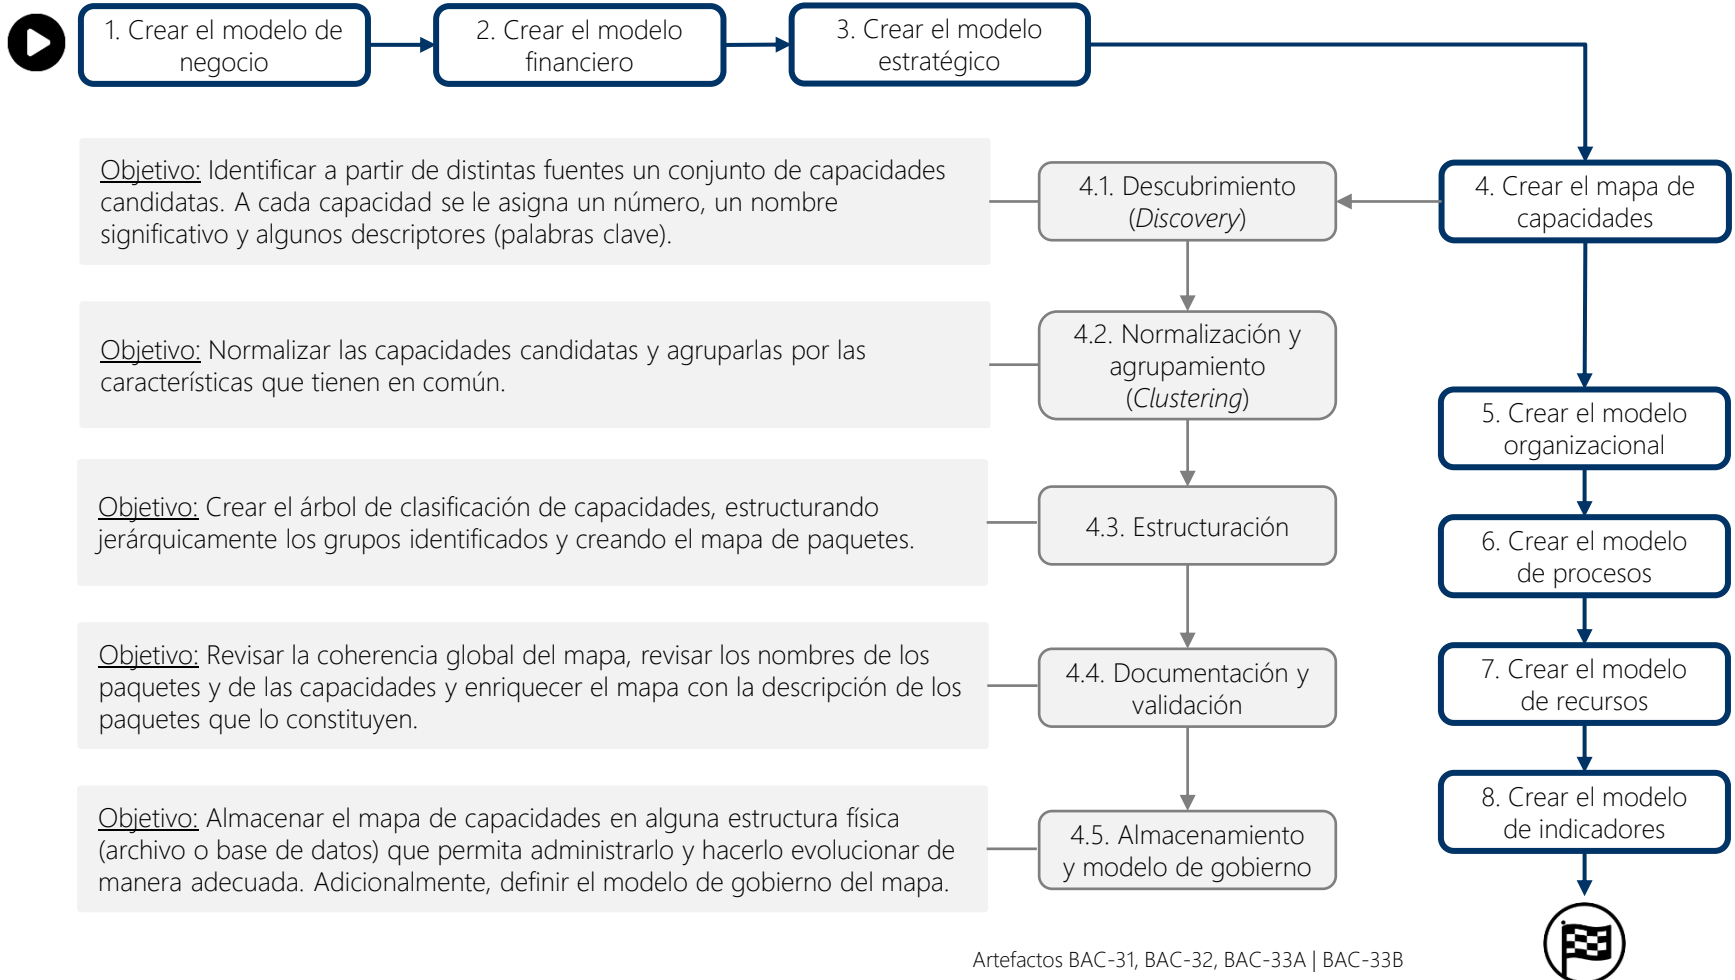 1. Crear el modelo de
negocio
2. Crear el modelo
financiero
3. Crear el modelo
estratégico
Objetivo: Identificar a partir de distintas fuentes un conjunto de capacidades
candidatas. A cada capacidad se le asigna un número, un nombre
significativo y algunos descriptores (palabras clave).
4.1. Descubrimiento
(Discovery)
4. Crear el mapa de
capacidades
Objetivo: Normalizar las capacidades candidatas y agruparlas por las
características que tienen en común.
4.2. Normalización y
agrupamiento
(Clustering)
5. Crear el modelo
organizacional
Objetivo: Crear el árbol de clasificación de capacidades, estructurando
jerárquicamente los grupos identificados y creando el mapa de paquetes.
4.3. Estructuración
6. Crear el modelo
de procesos
Objetivo: Revisar la coherencia global del mapa, revisar los nombres de los
paquetes y de las capacidades y enriquecer el mapa con la descripción de los
paquetes que lo constituyen.
4.4. Documentación y
validación
7. Crear el modelo
de recursos
Objetivo: Almacenar el mapa de capacidades en alguna estructura física
(archivo o base de datos) que permita administrarlo y hacerlo evolucionar de
manera adecuada. Adicionalmente, definir el modelo de gobierno del mapa.
4.5. Almacenamiento
y modelo de gobierno
8. Crear el modelo
de indicadores
Artefactos BAC-31, BAC-32, BAC-33A | BAC-33B